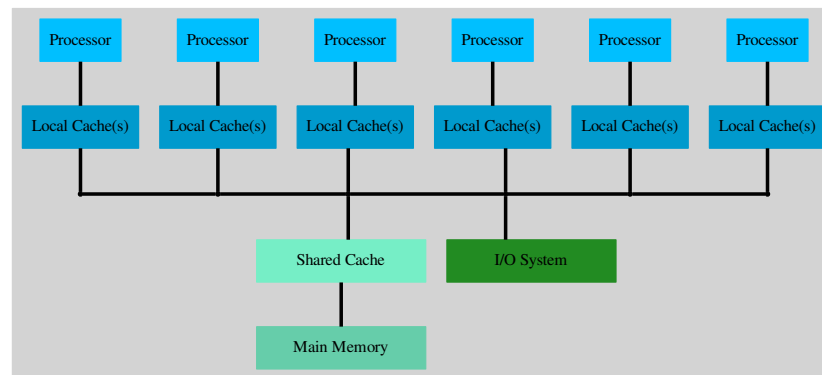 Processor Processor Processor Processor Processor Processor
Local Cache(s) Local Cache(s) Local Cache(s) Local Cache(s) Local Cache(s) Local Cache(s)
Shared Cache I/O System
Main Memory